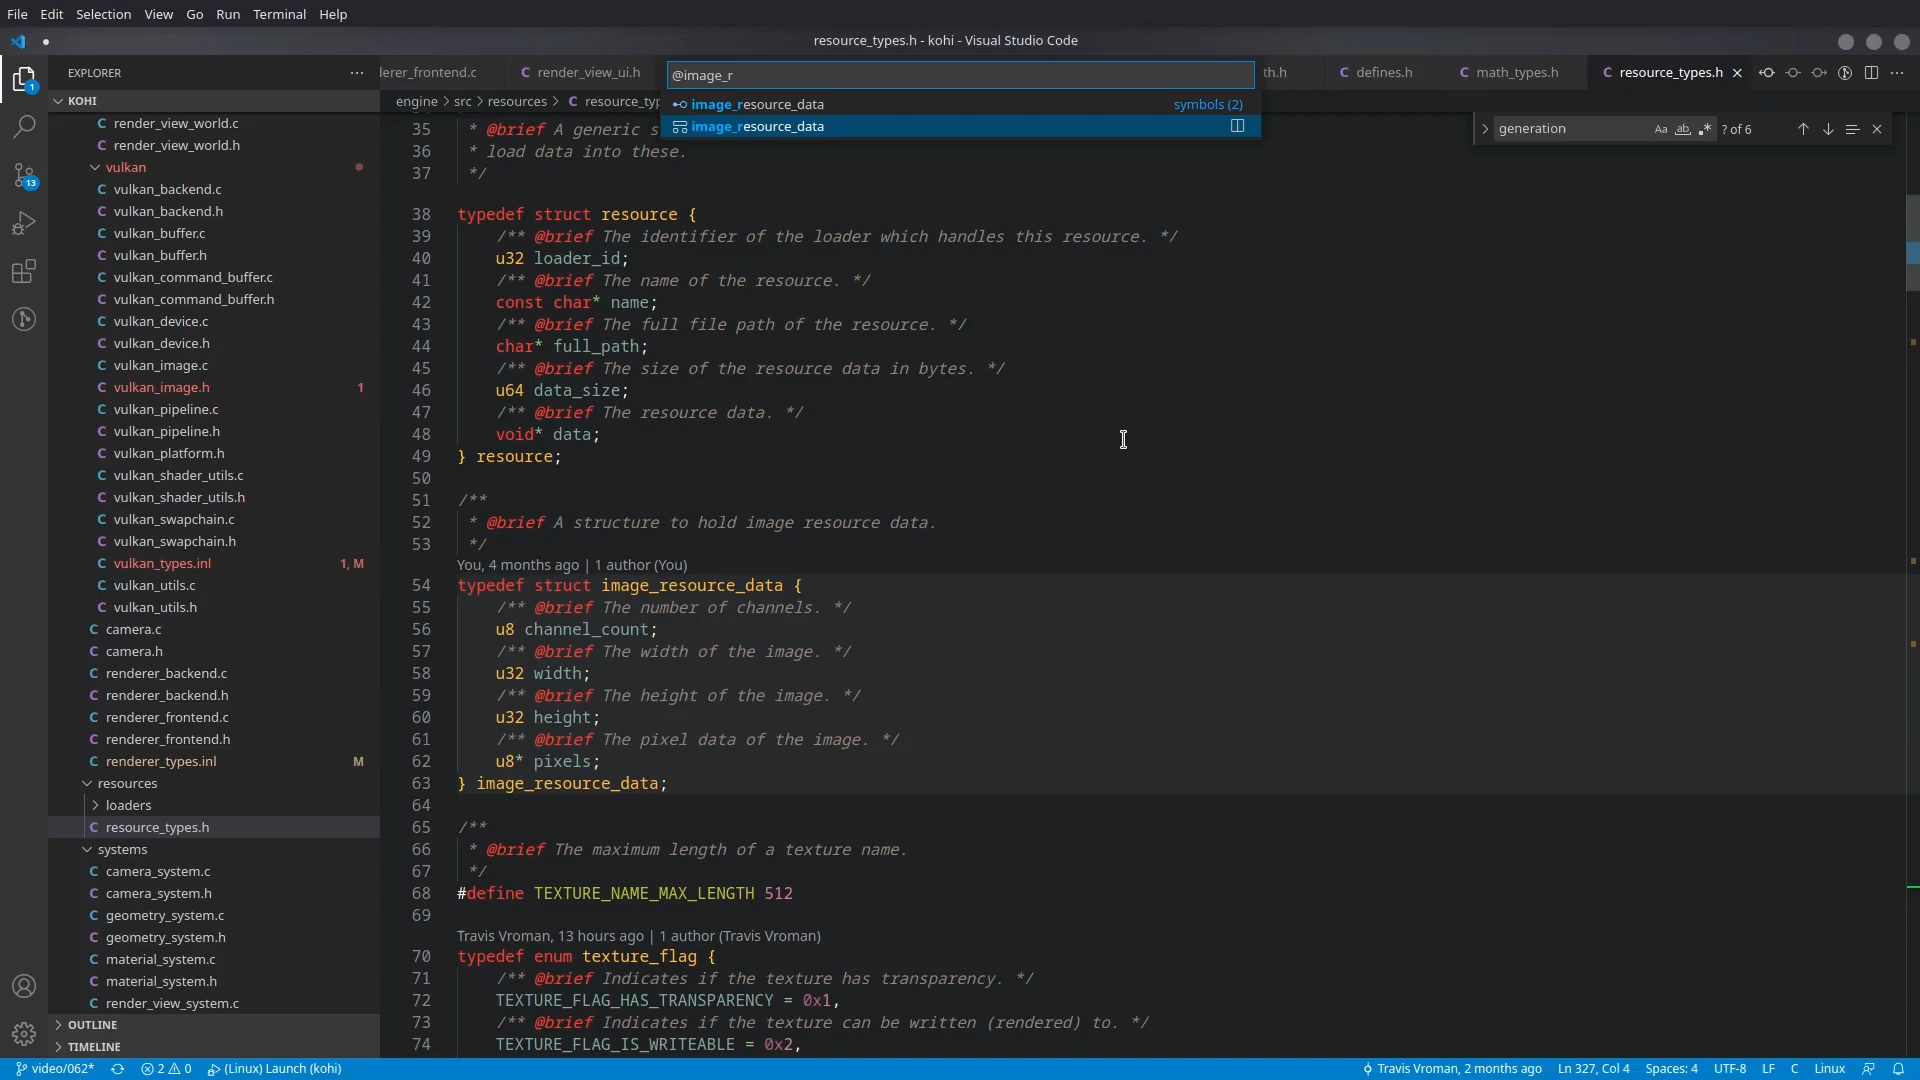 File Edit Selection View Go Run Terminal Help
resource_types.h - kohi - Visual Studio Code
EXPLORER
lerer_frontend.c
render_view_ui.h
@image_r
th.h
defines.h
math_types.h
resource_types.h
KOHI
engine > src > resources > resource_typ
image_resource_data symbols (2)
image_resource_data
generation Aa ab .* ? of 6
1
13
render_view_world.c
render_view_world.h
vulkan
vulkan_backend.c
vulkan_backend.h
vulkan_buffer.c
vulkan_buffer.h
vulkan_command_buffer.c
vulkan_command_buffer.h
vulkan_device.c
vulkan_device.h
vulkan_image.c
vulkan_image.h 1
vulkan_pipeline.c
vulkan_pipeline.h
vulkan_platform.h
vulkan_shader_utils.c
vulkan_shader_utils.h
vulkan_swapchain.c
vulkan_swapchain.h
vulkan_types.inl 1, M
vulkan_utils.c
vulkan_utils.h
camera.c
camera.h
renderer_backend.c
renderer_backend.h
renderer_frontend.c
renderer_frontend.h
renderer_types.inl M
resources
loaders
resource_types.h
systems
camera_system.c
camera_system.h
geometry_system.c
geometry_system.h
material_system.c
material_system.h
render_view_system.c
OUTLINE
TIMELINE
35 * @brief A generic s
36 * load data into these.
37 */
38 typedef struct resource {
39 /** @brief The identifier of the loader which handles this resource. */
40 u32 loader_id;
41 /** @brief The name of the resource. */
42 const char* name;
43 /** @brief The full file path of the resource. */
44 char* full_path;
45 /** @brief The size of the resource data in bytes. */
46 u64 data_size;
47 /** @brief The resource data. */
48 void* data;
49 } resource;
50
51 /**
52 * @brief A structure to hold image resource data.
53 */
You, 4 months ago | 1 author (You)
54 typedef struct image_resource_data {
55 /** @brief The number of channels. */
56 u8 channel_count;
57 /** @brief The width of the image. */
58 u32 width;
59 /** @brief The height of the image. */
60 u32 height;
61 /** @brief The pixel data of the image. */
62 u8* pixels;
63 } image_resource_data;
64
65 /**
66 * @brief The maximum length of a texture name.
67 */
68 #define TEXTURE_NAME_MAX_LENGTH 512
69
Travis Vroman, 13 hours ago | 1 author (Travis Vroman)
70 typedef enum texture_flag {
71 /** @brief Indicates if the texture has transparency. */
72 TEXTURE_FLAG_HAS_TRANSPARENCY = 0x1,
73 /** @brief Indicates if the texture can be written (rendered) to. */
74 TEXTURE_FLAG_IS_WRITEABLE = 0x2,
video/062* 2 0 (Linux) Launch (kohi) Travis Vroman, 2 months ago Ln 327, Col 4 Spaces: 4 UTF-8 LF C Linux